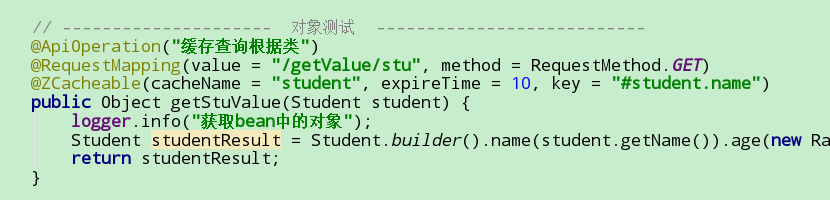 // --------------------- 对象测试 ---------------------------
@ApiOperation("缓存查询根据类")
@RequestMapping(value = "/getValue/stu", method = RequestMethod.GET)
@ZCacheable(cacheName = "student", expireTime = 10, key = "#student.name")
public Object getStuValue(Student student) {
logger.info("获取bean中的对象");
Student studentResult = Student.builder().name(student.getName()).age(new Ra
return studentResult;
}